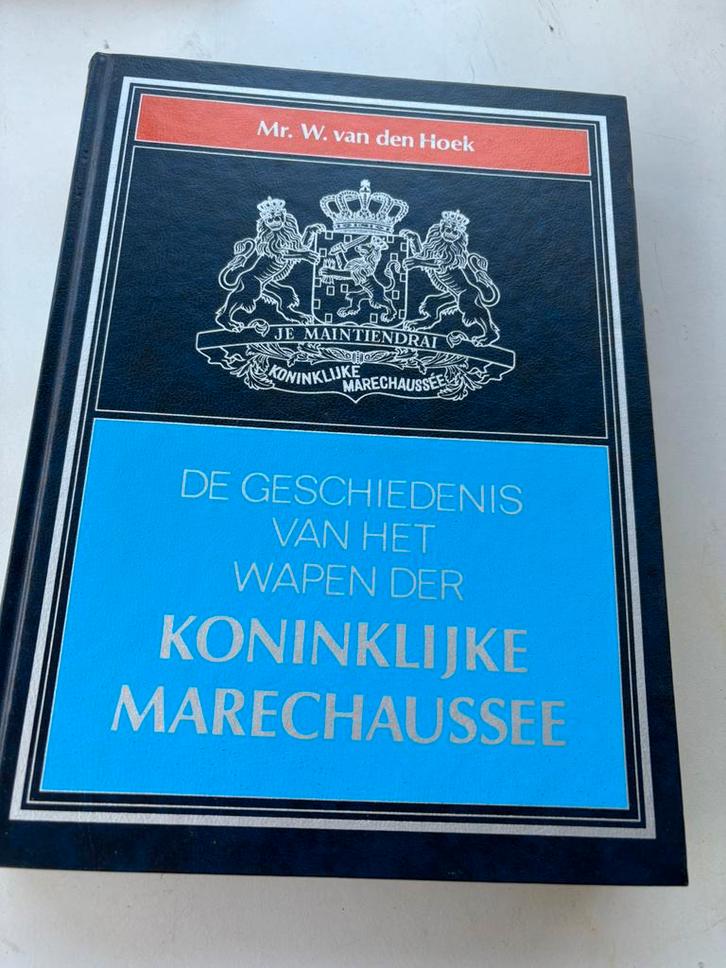 Mr. W. van den Hoek
JE MAINTIENDRAI
KONINKLIJKE
MARECHAUSSÉE
DE GESCHIEDENIS
VAN HET
WAPEN DER
KONINKLIJKE
MARECHAUSSEE